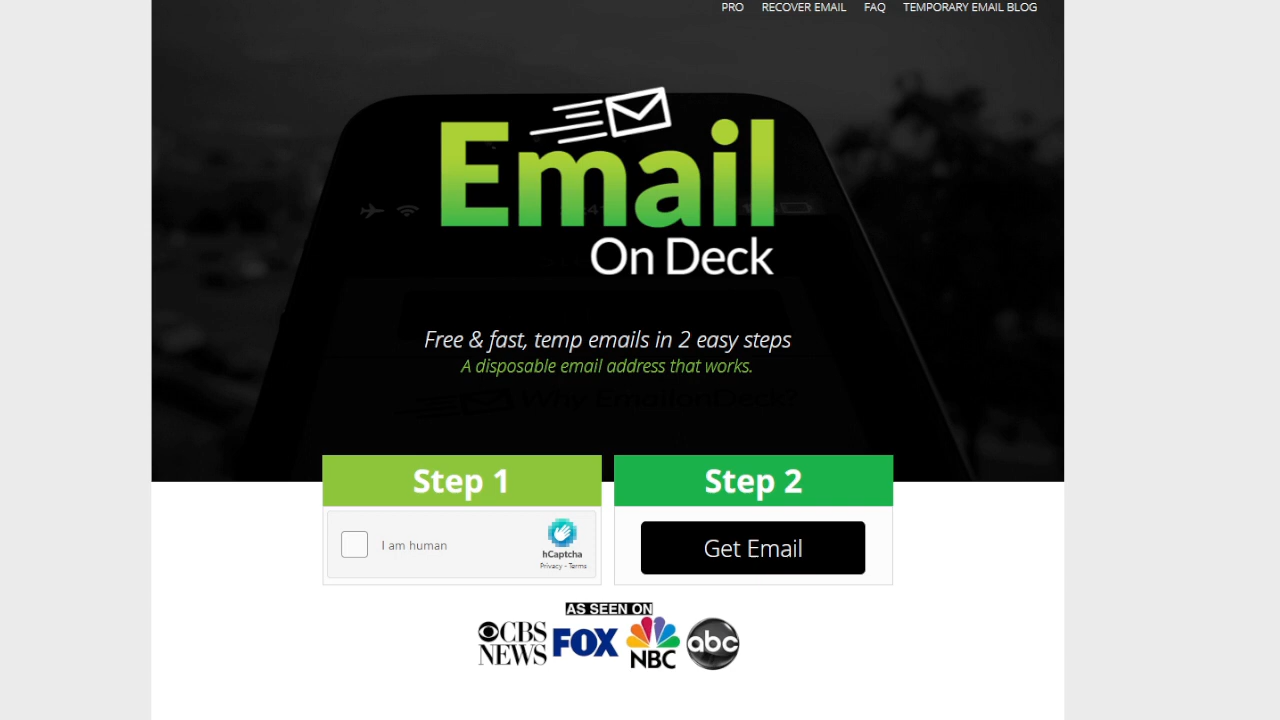 PRO RECOVER EMAIL FAQ TEMPORARY EMAIL BLOG
Email
On Deck
Free & fast, temp emails in 2 easy steps
A disposable email address that works.
Why EmailonDeck?
Step 1
Step 2
I am human
hCaptcha
Privacy - Terms
Get Email
AS SEEN ON
CBS NEWS
FOX
NBC
abc